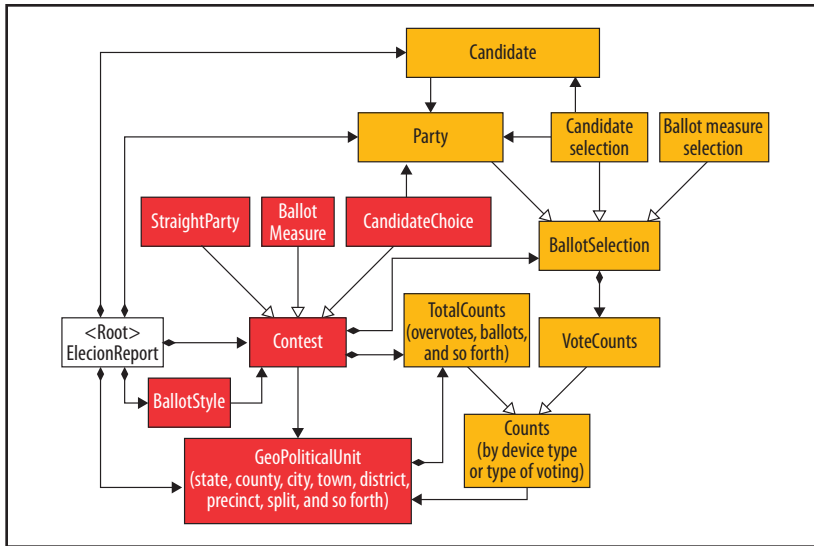 Candidate
Party
Candidate
selection
Ballot measure
selection
StraightParty
Ballot
Measure
CandidateChoice
BallotSelection
<Root>
ElecionReport
Contest
TotalCounts
(overvotes, ballots,
and so forth)
VoteCounts
BallotStyle
GeoPoliticalUnit
(state, county, city, town, district,
precinct, split, and so forth)
Counts
(by device type
or type of voting)